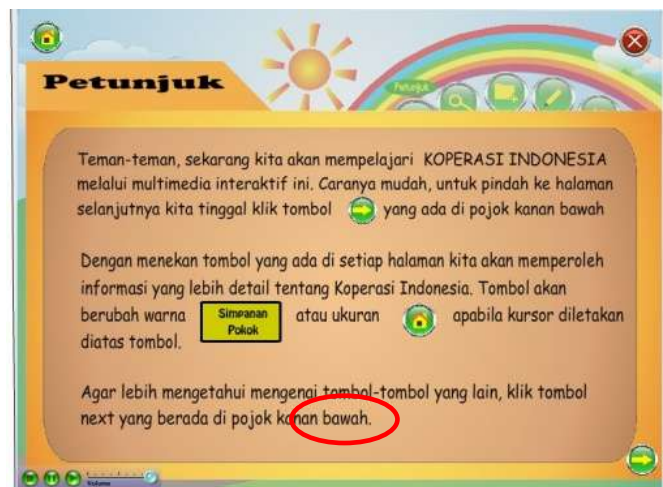 Petunjuk
Petunjuk
Teman-teman, sekarang kita akan mempelajari KOPERASI INDONESIA
melalui multimedia interaktif ini. Caranya mudah, untuk pindah ke halaman
selanjutnya kita tinggal klik tombol yang ada di pojok kanan bawah
Dengan menekan tombol yang ada di setiap halaman kita akan memperoleh
informasi yang lebih detail tentang Koperasi Indonesia. Tombol akan
berubah warna Simpanan Pokok atau ukuran apabila kursor diletakan
diatas tombol.
Agar lebih mengetahui mengenai tombol-tombol yang lain, klik tombol
next yang berada di pojok kanan bawah.
Volume